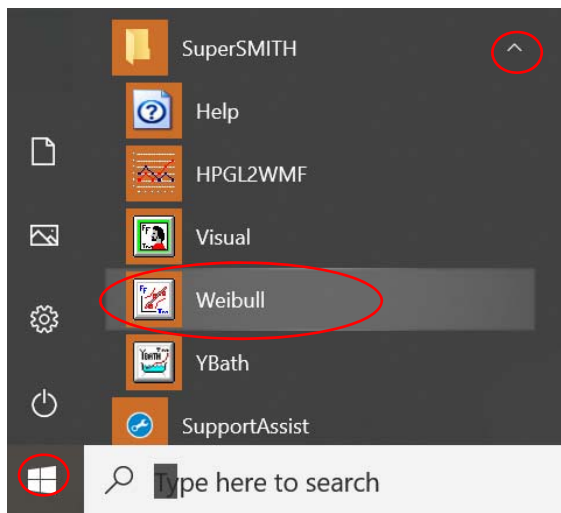 SuperSMITH
Help
HPGL2WMF
Visual
Weibull
YBath
SupportAssist
Type here to search